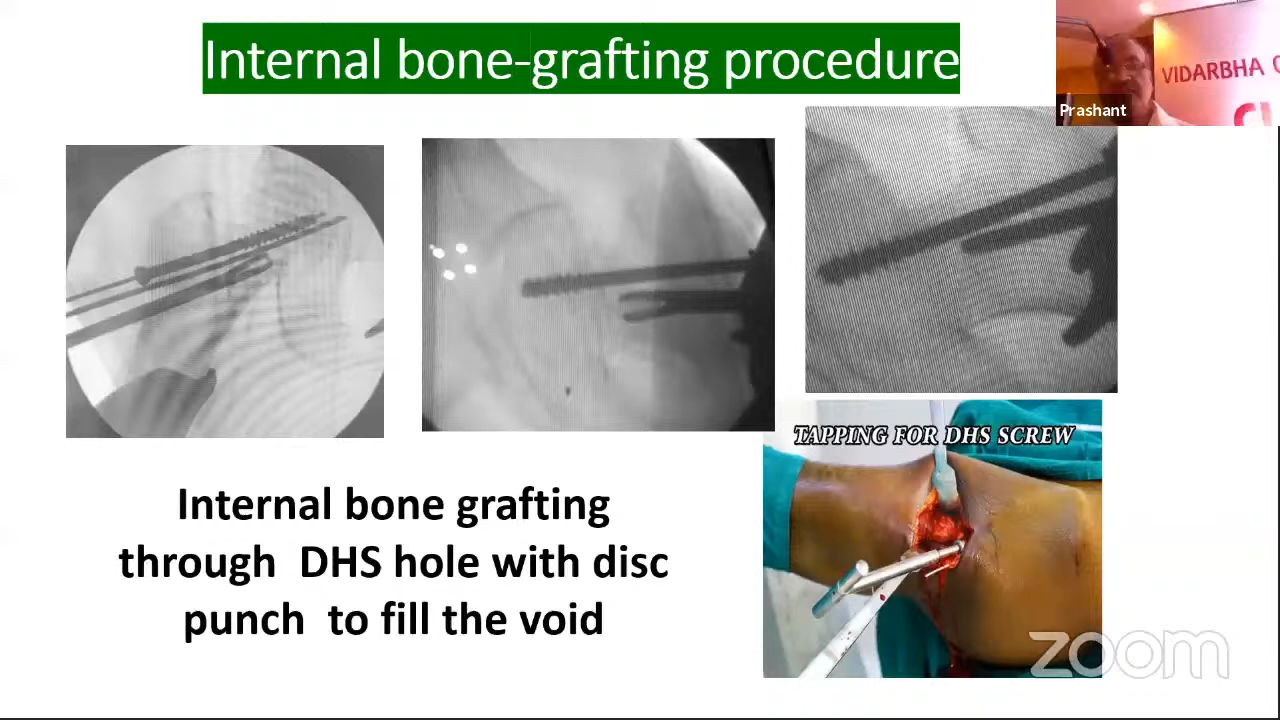 Internal bone-grafting procedure
VIDARBHA
Prashant
TAPPING FOR DHS SCREW
Internal bone grafting
through DHS hole with disc
punch to fill the void
zoom